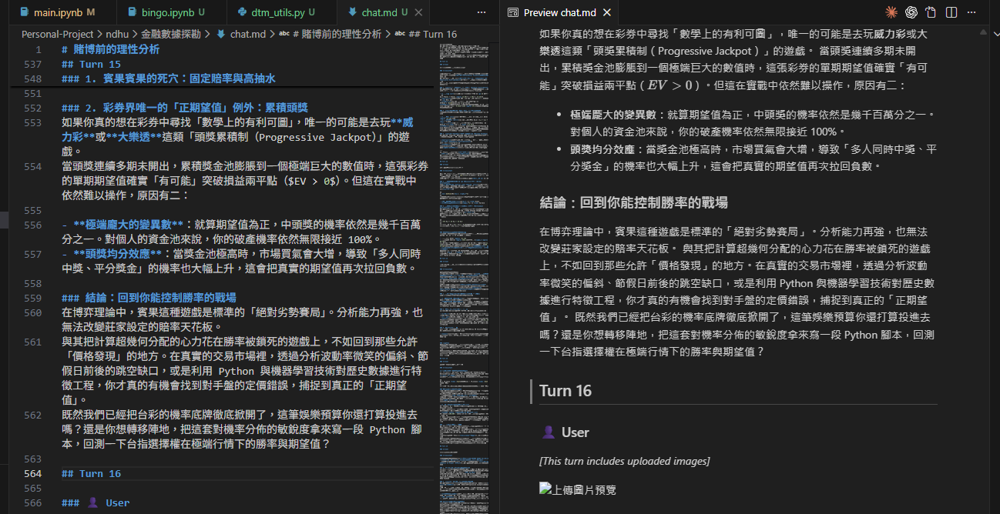 main.ipynb M
bingo.ipynb U
dtm_utils.py U
chat.md U
Personal-Project > ndhu > 金融數據探勘 > chat.md > # 賭博前的理性分析 > ## Turn 16
1 # 賭博前的理性分析
537 ## Turn 15
548 ### 1. 賓果賓果的死穴：固定賠率與高抽水
551
552 ### 2. 彩券界唯一的「正期望值」例外：累積頭獎
553 如果你真的想在彩券中尋找「數學上的有利可圖」，唯一的可能是去玩**威
力彩**或**大樂透**這類「頭獎累積制（Progressive Jackpot）」的遊
戲。
554 當頭獎連續多期未開出，累積獎金池膨脹到一個極端巨大的數值時，這張彩券
的單期期望值確實「有可能」突破損益兩平點（$EV > 0$）。但這在實戰中
依然難以操作，原因有二：
555
556 - **極端龐大的變異數**：就算期望值為正，中頭獎的機率依然是幾千百萬
分之一。對個人的資金池來說，你的破產機率依然無限接近 100%。
557 - **頭獎均分效應**：當獎金池極高時，市場買氣會大增，導致「多人同時
中獎、平分獎金」的機率也大幅上升，這會把真實的期望值再次拉回負數。
558
559 ### 結論：回到你能控制勝率的戰場
560 在博弈理論中，賓果這種遊戲是標準的「絕對劣勢賽局」。分析能力再強，也
無法改變莊家設定的賠率天花板。
561 與其把計算超幾何分配的心力花在勝率被鎖死的遊戲上，不如回到那些允許
「價格發現」的地方。在真實的交易市場裡，透過分析波動率微笑的偏斜、節
假日前後的跳空缺口，或是利用 Python 與機器學習技術對歷史數據進行特
徵工程，你才真的有機會找到對手盤的定價錯誤，捕捉到真正的「正期望
值」。
562 既然我們已經把台彩的機率底牌徹底掀開了，這筆娛樂預算你還打算投進去
嗎？還是你想轉移陣地，把這套對機率分佈的敏銳度拿來寫一段 Python 腳
本，回測一下台指選擇權在極端行情下的勝率與期望值？
563
564 ## Turn 16
565
566 ### 👤 User
Preview chat.md
如果你真的想在彩券中尋找「數學上的有利可圖」，唯一的可能是去玩威力彩或大
樂透這類「頭獎累積制（Progressive Jackpot）」的遊戲。 當頭獎連續多期未開
出，累積獎金池膨脹到一個極端巨大的數值時，這張彩券的單期期望值確實「有可
能」突破損益兩平點（EV > 0）。但這在實戰中依然難以操作，原因有二：
• 極端龐大的變異數：就算期望值為正，中頭獎的機率依然是幾千百萬分之一。
對個人的資金池來說，你的破產機率依然無限接近 100%。
• 頭獎均分效應：當獎金池極高時，市場買氣會大增，導致「多人同時中獎、平
分獎金」的機率也大幅上升，這會把真實的期望值再次拉回負數。
結論：回到你能控制勝率的戰場
在博弈理論中，賓果這種遊戲是標準的「絕對劣勢賽局」。分析能力再強，也無法
改變莊家設定的賠率天花板。 與其把計算超幾何分配的心力花在勝率被鎖死的遊戲
上，不如回到那些允許「價格發現」的地方。在真實的交易市場裡，透過分析波動
率微笑的偏斜、節假日前後的跳空缺口，或是利用 Python 與機器學習技術對歷史數
據進行特徵工程，你才真的有機會找到對手盤的定價錯誤，捕捉到真正的「正期望
值」。 既然我們已經把台彩的機率底牌徹底掀開了，這筆娛樂預算你還打算投進去
嗎？還是你想轉移陣地，把這套對機率分佈的敏銳度拿來寫一段 Python 腳本，回測
一下台指選擇權在極端行情下的勝率與期望值？
Turn 16
👤 User
[This turn includes uploaded images]
上傳圖片預覽